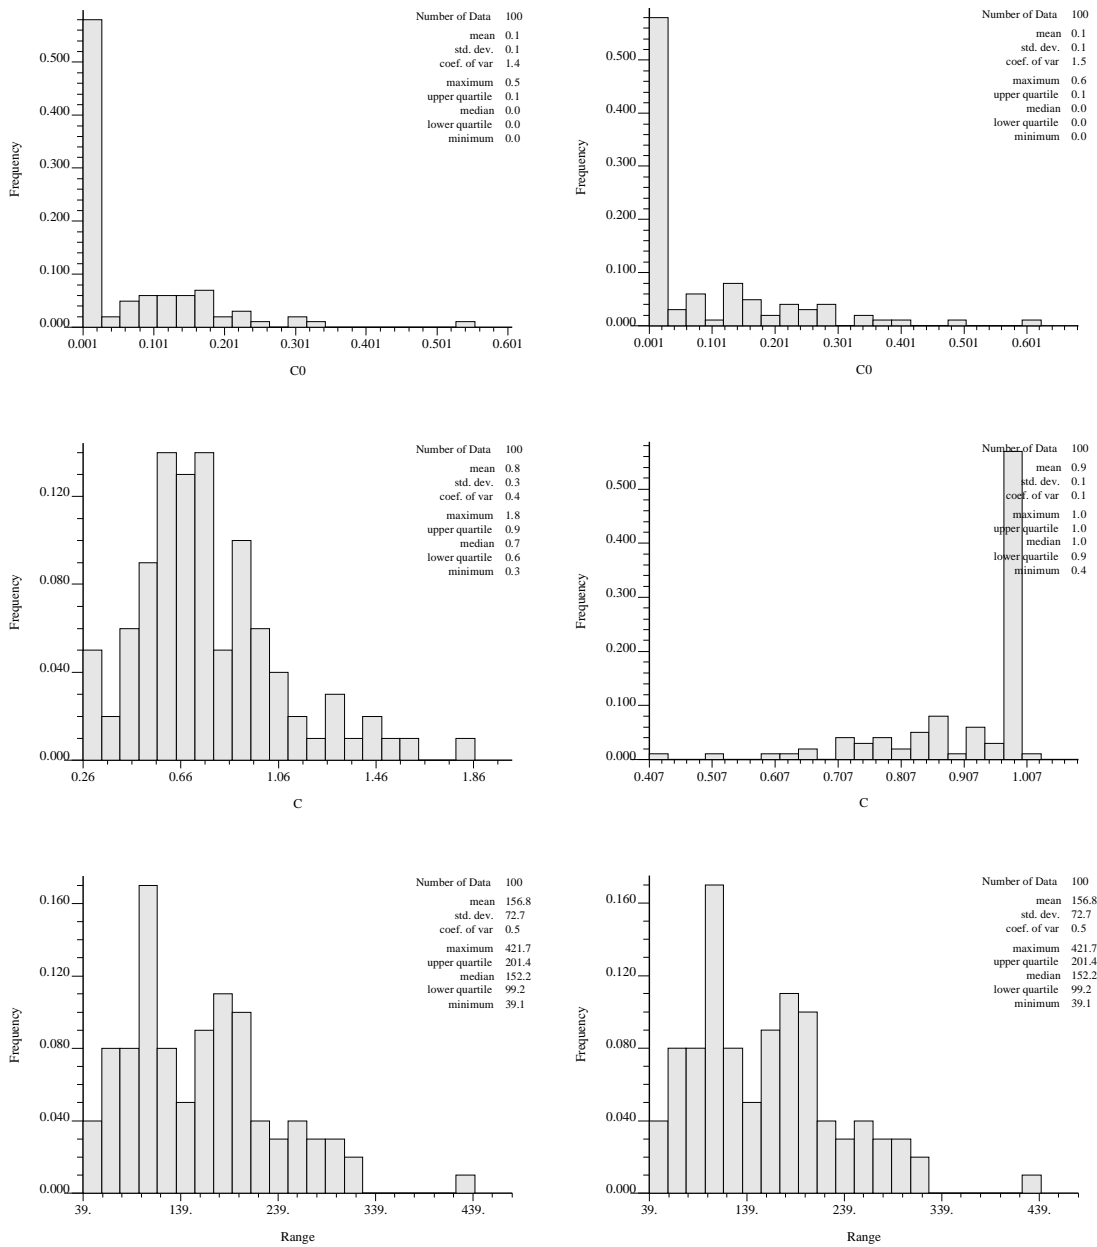 Number of Data 100
mean 0.1
std. dev. 0.1
coef. of var 1.4
maximum 0.5
upper quartile 0.1
median 0.0
lower quartile 0.0
minimum 0.0
Frequency
0.500
0.400
0.300
0.200
0.100
0.000
0.001 0.101 0.201 0.301 0.401 0.501 0.601
C0
Number of Data 100
mean 0.1
std. dev. 0.1
coef. of var 1.5
maximum 0.6
upper quartile 0.1
median 0.0
lower quartile 0.0
minimum 0.0
Frequency
0.500
0.400
0.300
0.200
0.100
0.000
0.001 0.101 0.201 0.301 0.401 0.501 0.601
C0
Number of Data 100
mean 0.8
std. dev. 0.3
coef. of var 0.4
maximum 1.8
upper quartile 0.9
median 0.7
lower quartile 0.6
minimum 0.3
Frequency
0.120
0.080
0.040
0.000
0.26 0.66 1.06 1.46 1.86
C
Number of Data 100
mean 0.9
std. dev. 0.1
coef. of var 0.1
maximum 1.0
upper quartile 1.0
median 1.0
lower quartile 0.9
minimum 0.4
Frequency
0.500
0.400
0.300
0.200
0.100
0.000
0.407 0.507 0.607 0.707 0.807 0.907 1.007
C
Number of Data 100
mean 156.8
std. dev. 72.7
coef. of var 0.5
maximum 421.7
upper quartile 201.4
median 152.2
lower quartile 99.2
minimum 39.1
Frequency
0.160
0.120
0.080
0.040
0.000
39. 139. 239. 339. 439.
Range
Number of Data 100
mean 156.8
std. dev. 72.7
coef. of var 0.5
maximum 421.7
upper quartile 201.4
median 152.2
lower quartile 99.2
minimum 39.1
Frequency
0.160
0.120
0.080
0.040
0.000
39. 139. 239. 339. 439.
Range